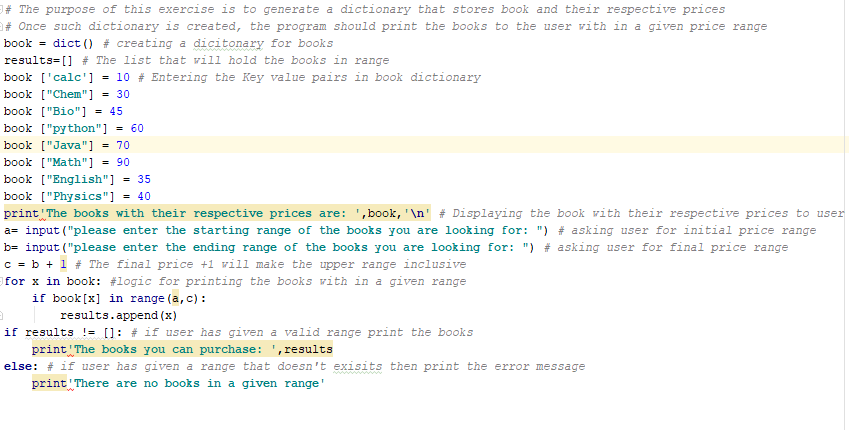 # The purpose of this exercise is to generate a dictionary that stores book and their respective prices
# Once such dictionary is created, the program should print the books to the user with in a given price range
book = dict() # creating a dicitonary for books
results=[] # The list that will hold the books in range
book ['calc'] = 10 # Entering the Key value pairs in book dictionary
book ["Chem"] = 30
book ["Bio"] = 45
book ["python"] = 60
book ["Java"] = 70
book ["Math"] = 90
book ["English"] = 35
book ["Physics"] = 40
print'The books with their respective prices are: ',book,'\n' # Displaying the book with their respective prices to user
a= input("please enter the starting range of the books you are looking for: ") # asking user for initial price range
b= input("please enter the ending range of the books you are looking for: ") # asking user for final price range
c = b + 1 # The final price +1 will make the upper range inclusive
for x in book: #logic for printing the books with in a given range
    if book[x] in range(a,c):
        results.append(x)
if results != []: # if user has given a valid range print the books
    print'The books you can purchase: ',results
else: # if user has given a range that doesn't exisits then print the error message
    print'There are no books in a given range'